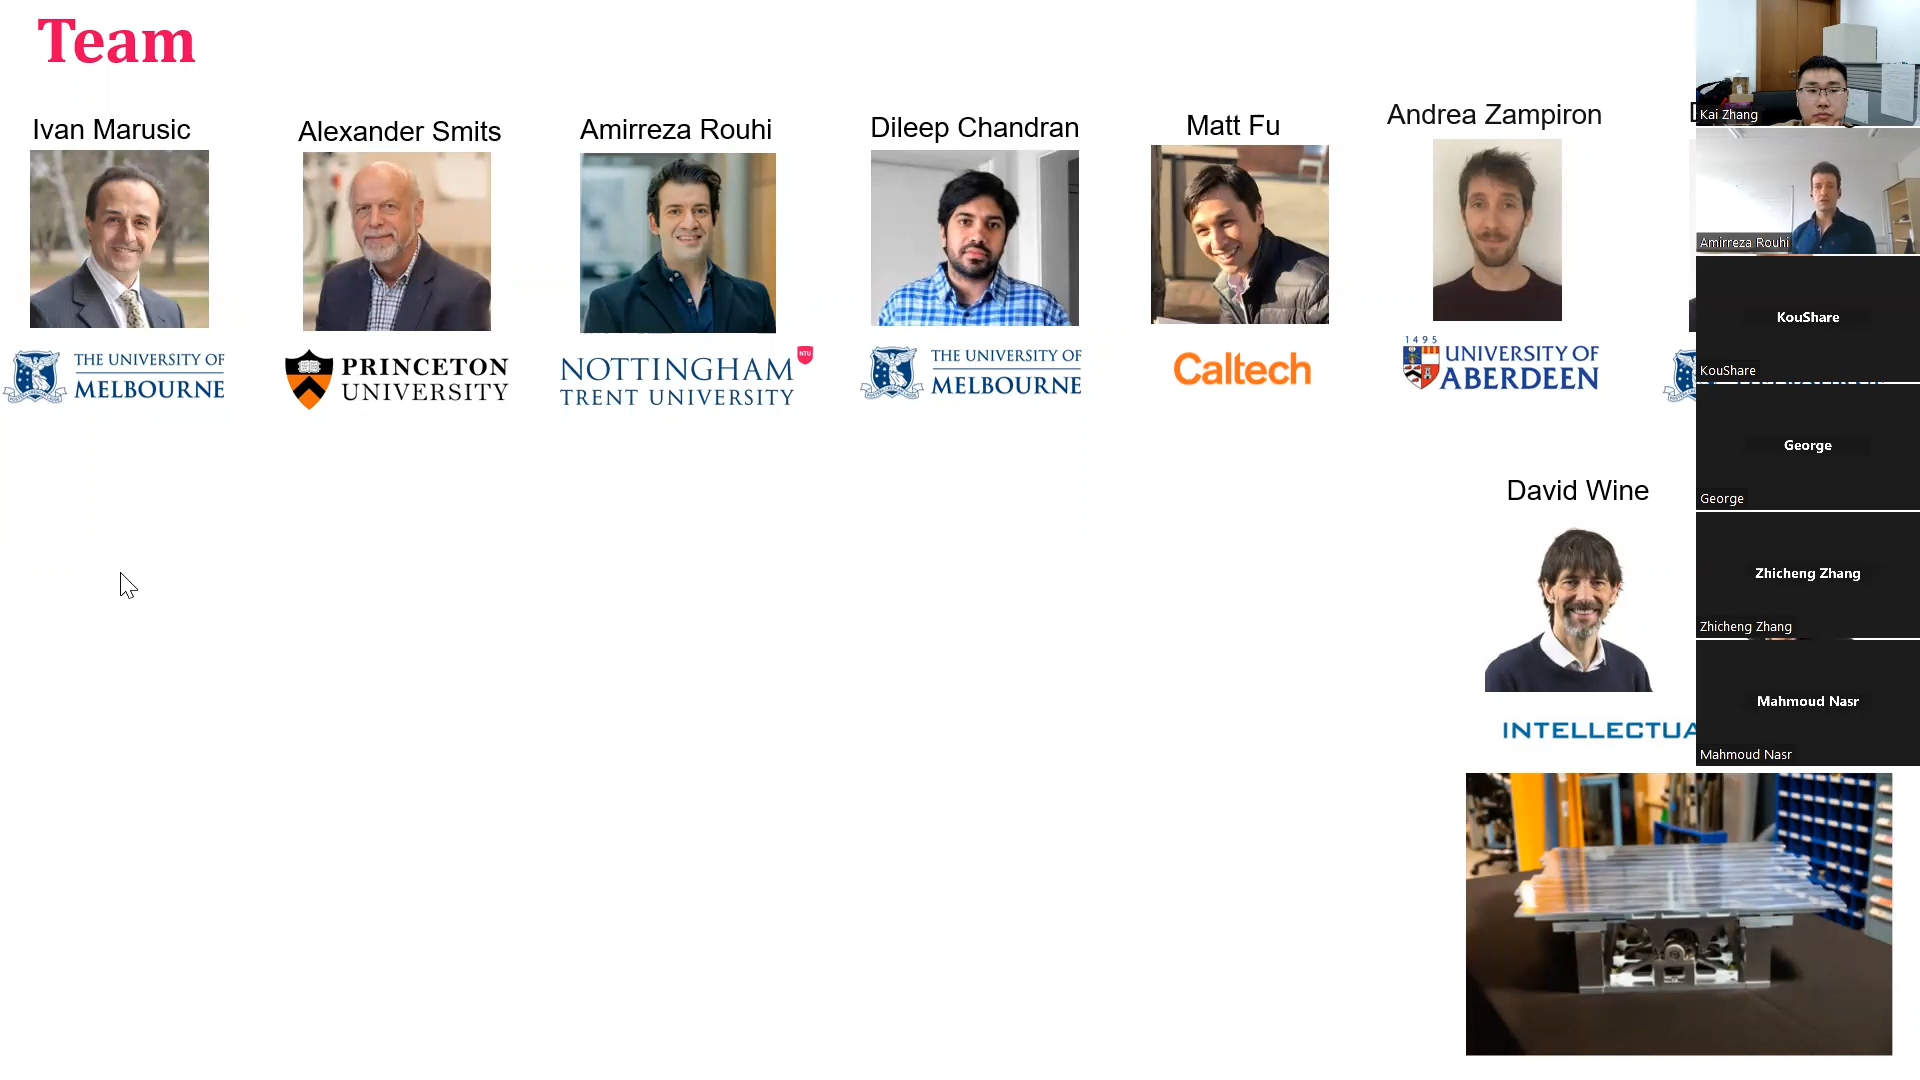 Team
Ivan Marusic
Alexander Smits
Amirreza Rouhi
Dileep Chandran
Matt Fu
Andrea Zampiron
THE UNIVERSITY OF
MELBOURNE
PRINCETON
UNIVERSITY
NTU
NOTTINGHAM
TRENT UNIVERSITY
THE UNIVERSITY OF
MELBOURNE
Caltech
1495
UNIVERSITY OF
ABERDEEN
David Wine
INTELLECTUA
Kai Zhang
Amirreza Rouhi
KouShare
KouShare
George
George
Zhicheng Zhang
Zhicheng Zhang
Mahmoud Nasr
Mahmoud Nasr